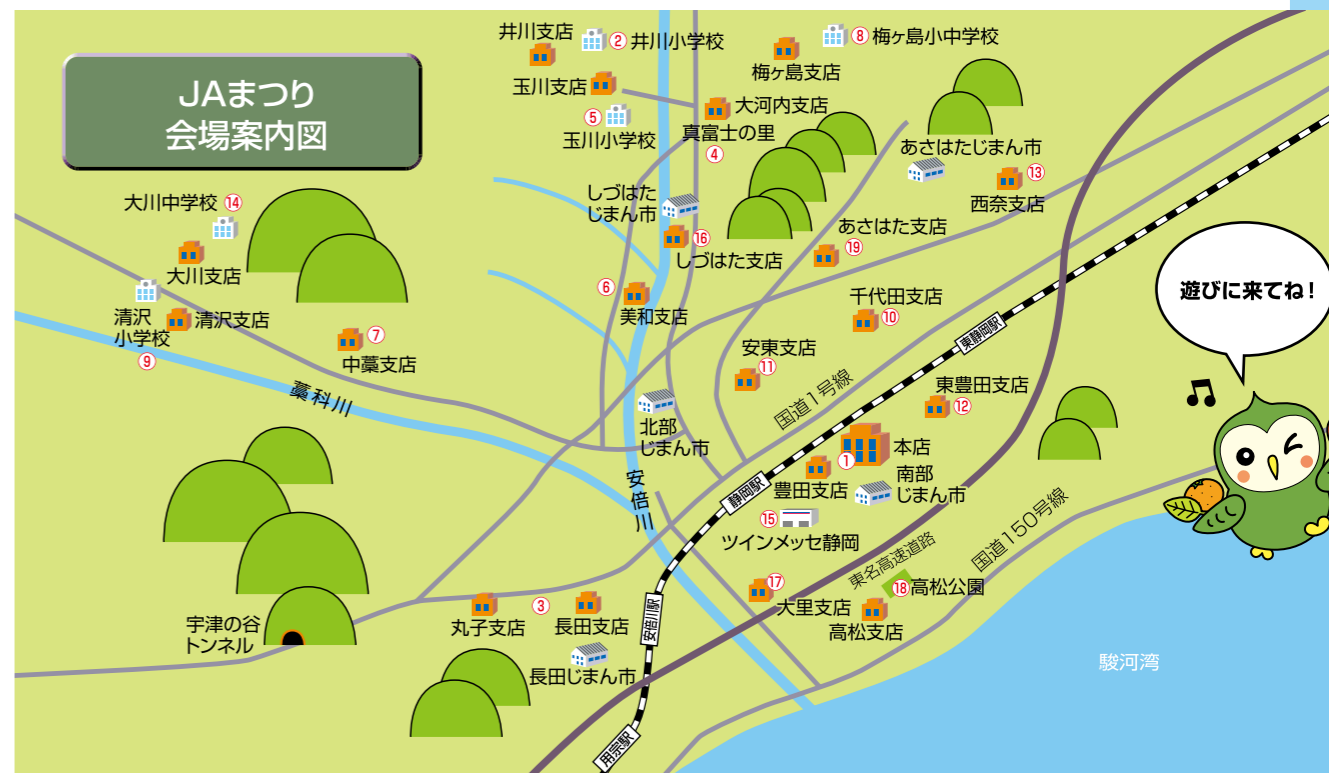 JAまつり
会場案内図
井川支店
②井川小学校
⑧梅ヶ島小中学校
梅ヶ島支店
玉川支店
⑤
玉川小学校
大河内支店
真富士の里
④
あさはたじまん市
⑬
西奈支店
大川中学校 ⑭
大川支店
しづはた
じまん市
⑯
しづはた支店
あさはた支店
⑲
清沢
小学校
⑨
清沢支店
⑦
中藁支店
⑥
美和支店
千代田支店
⑩
安東支店
⑪
東静岡駅
国道1号線
東豊田支店
⑫
藁科川
北部
じまん市
安倍川
本店
①
豊田支店
南部
じまん市
静岡駅
⑮
ツインメッセ静岡
東名高速道路
国道150号線
⑰
大里支店
⑱高松公園
高松支店
宇津の谷
トンネル
丸子支店
③
長田支店
長田じまん市
安倍川駅
用宗駅
駿河湾
遊びに来てね!